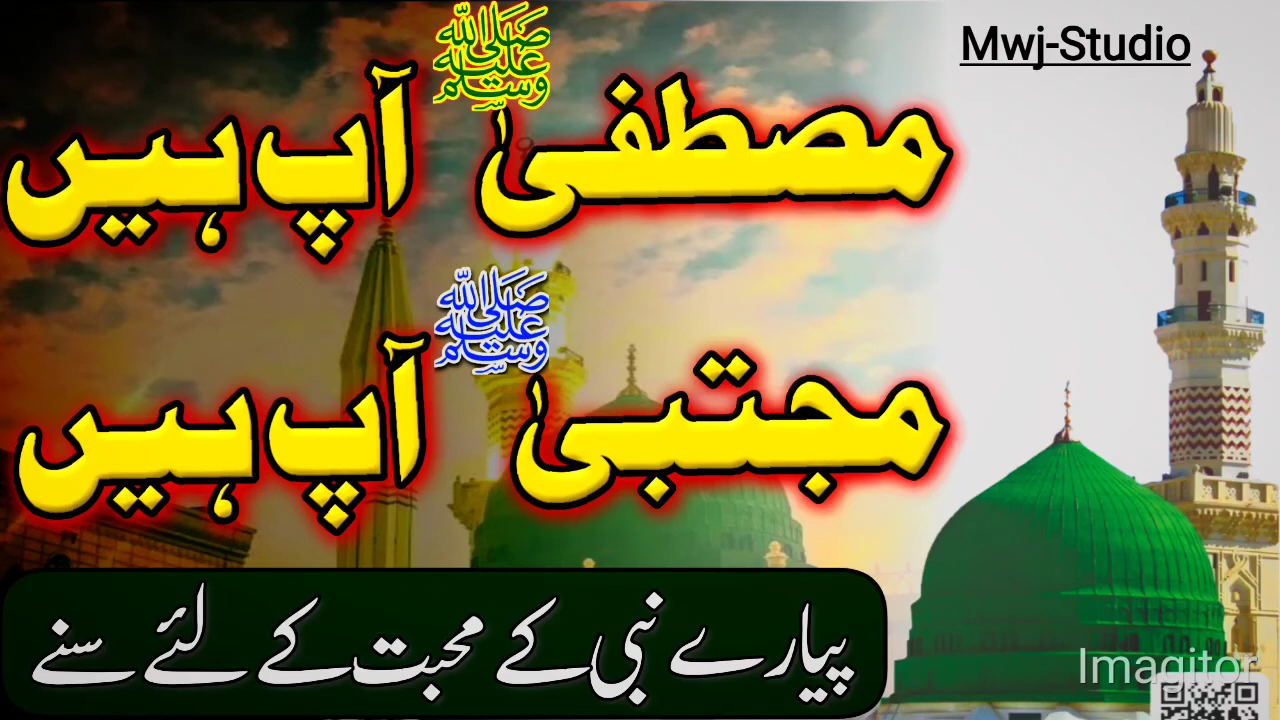 Mwj-Studio
صلی اللہ علیہ وسلم
مصطفیٰ آپ ہیں
صلی اللہ علیہ وسلم
مجتبیٰ آپ ہیں
پیارے نبی کے محبت کے لئے سنے
Imagitor